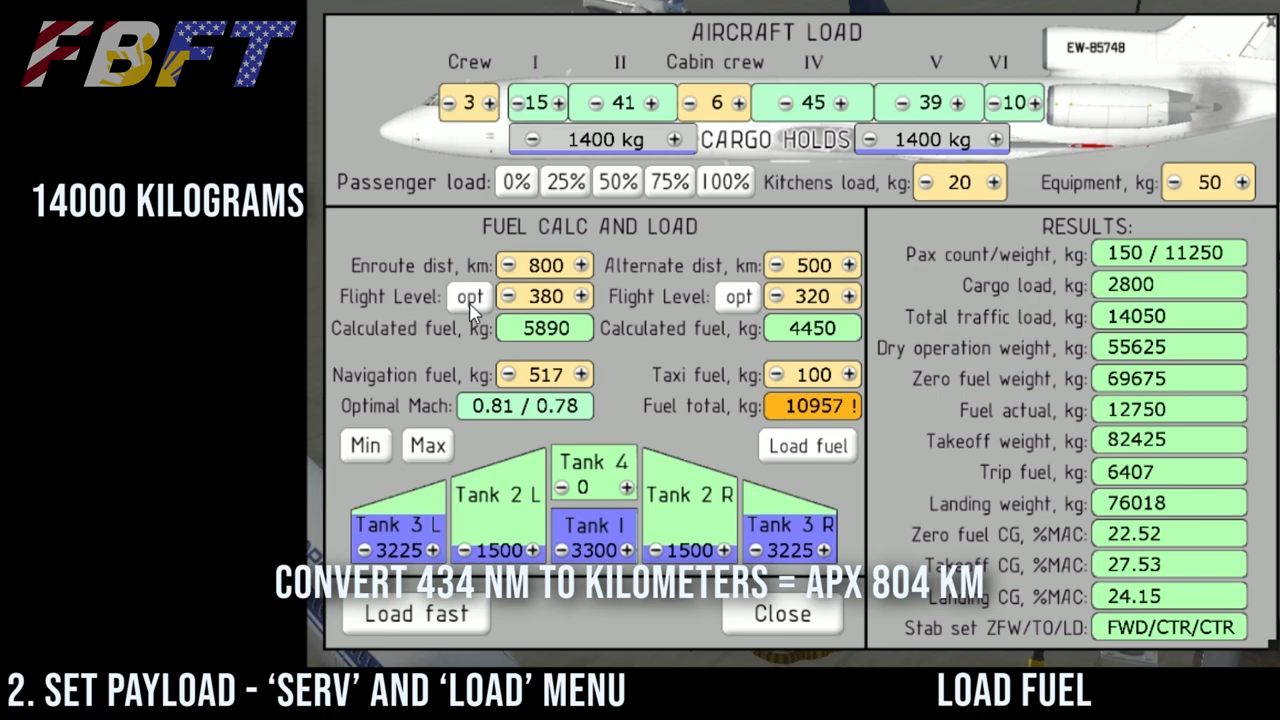 FBFT
14000 KILOGRAMS
AIRCRAFT LOAD
EW-85748
Crew I II Cabin crew IV V VI
− 3 + −15+ − 41 + − 6 + − 45 + − 39 + −10+
− 1400 kg + CARGO HOLDS − 1400 kg +
Passenger load: 0% 25% 50% 75% 100% Kitchens load, kg: − 20 + Equipment, kg: − 50 +
FUEL CALC AND LOAD
Enroute dist, km: − 800 + Alternate dist, km: − 500 +
Flight Level: opt − 380 + Flight Level: opt − 320 +
Calculated fuel, kg: 5890 Calculated fuel, kg: 4450
Navigation fuel, kg: − 517 + Taxi fuel, kg: − 100 +
Optimal Mach: 0.81 / 0.78 Fuel total, kg: 10957 !
Min Max Load fuel
Tank 4
− 0 +
Tank 2 L Tank 2 R
Tank 3 L Tank 1 Tank 3 R
− 3225 + − 1500 + − 3300 + − 1500 + − 3225 +
Load fast Close
RESULTS:
Pax count/weight, kg: 150 / 11250
Cargo load, kg: 2800
Total traffic load, kg: 14050
Dry operation weight, kg: 55625
Zero fuel weight, kg: 69675
Fuel actual, kg: 12750
Takeoff weight, kg: 82425
Trip fuel, kg: 6407
Landing weight, kg: 76018
Zero fuel CG, %MAC: 22.52
Takeoff CG, %MAC: 27.53
Landing CG, %MAC: 24.15
Stab set ZFW/TO/LD: FWD/CTR/CTR
CONVERT 434 NM TO KILOMETERS = APX 804 KM
2. SET PAYLOAD - ‘SERV’ AND ‘LOAD’ MENU
LOAD FUEL